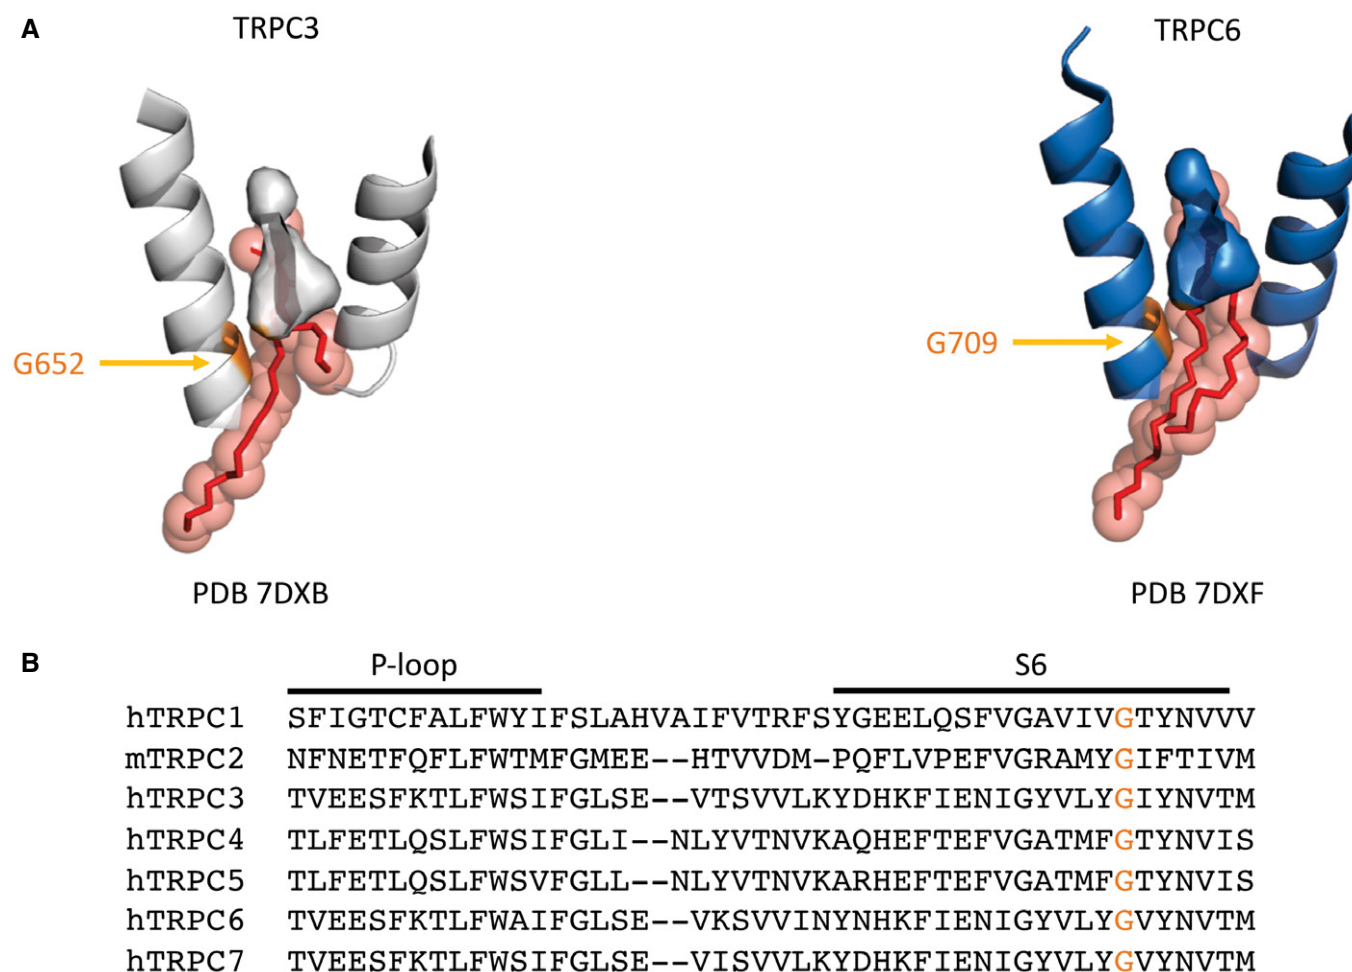 A
TRPC3
TRPC6
G652
G709
PDB 7DXB
PDB 7DXF
B
P-loop
S6
hTRPC1 SFIGTCFALFWYIFSLAHVAIFVTRFSYGEELQSFVGAVIVGTYNVVV
mTRPC2 NFNETFQFLFWTMFGMEE--HTVVDM-PQFLVPEFVGRAMYGIFTIVM
hTRPC3 TVEESFKTLFWSIFGLSE--VTSVVLKYDHKFIENIGYVLYGIYNVTM
hTRPC4 TLFETLQSLFWSIFGLI--NLYVTNVKAQHEFTEFVGATMFGTYNVIS
hTRPC5 TLFETLQSLFWSVFGLL--NLYVTNVKARHEFTEFVGATMFGTYNVIS
hTRPC6 TVEESFKTLFWAIFGLSE--VKSVVINYNHKFIENIGYVLYGVYNVTM
hTRPC7 TVEESFKTLFWSIFGLSE--VISVVLKYDHKFIENIGYVLYGVYNVTM